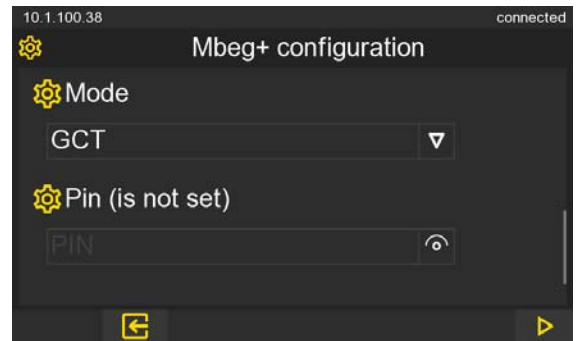 10.1.100.38 connected
Mbeg+ configuration
Mode
GCT
Pin (is not set)
PIN